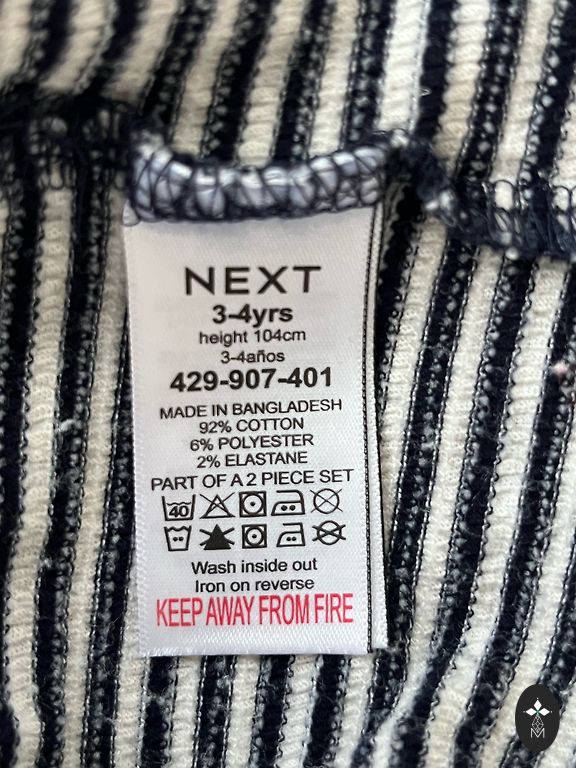 NEXT
3-4yrs
height 104cm
3-4años
429-907-401
MADE IN BANGLADESH
92% COTTON
6% POLYESTER
2% ELASTANE
PART OF A 2 PIECE SET
40
Wash inside out
Iron on reverse
KEEP AWAY FROM FIRE
M